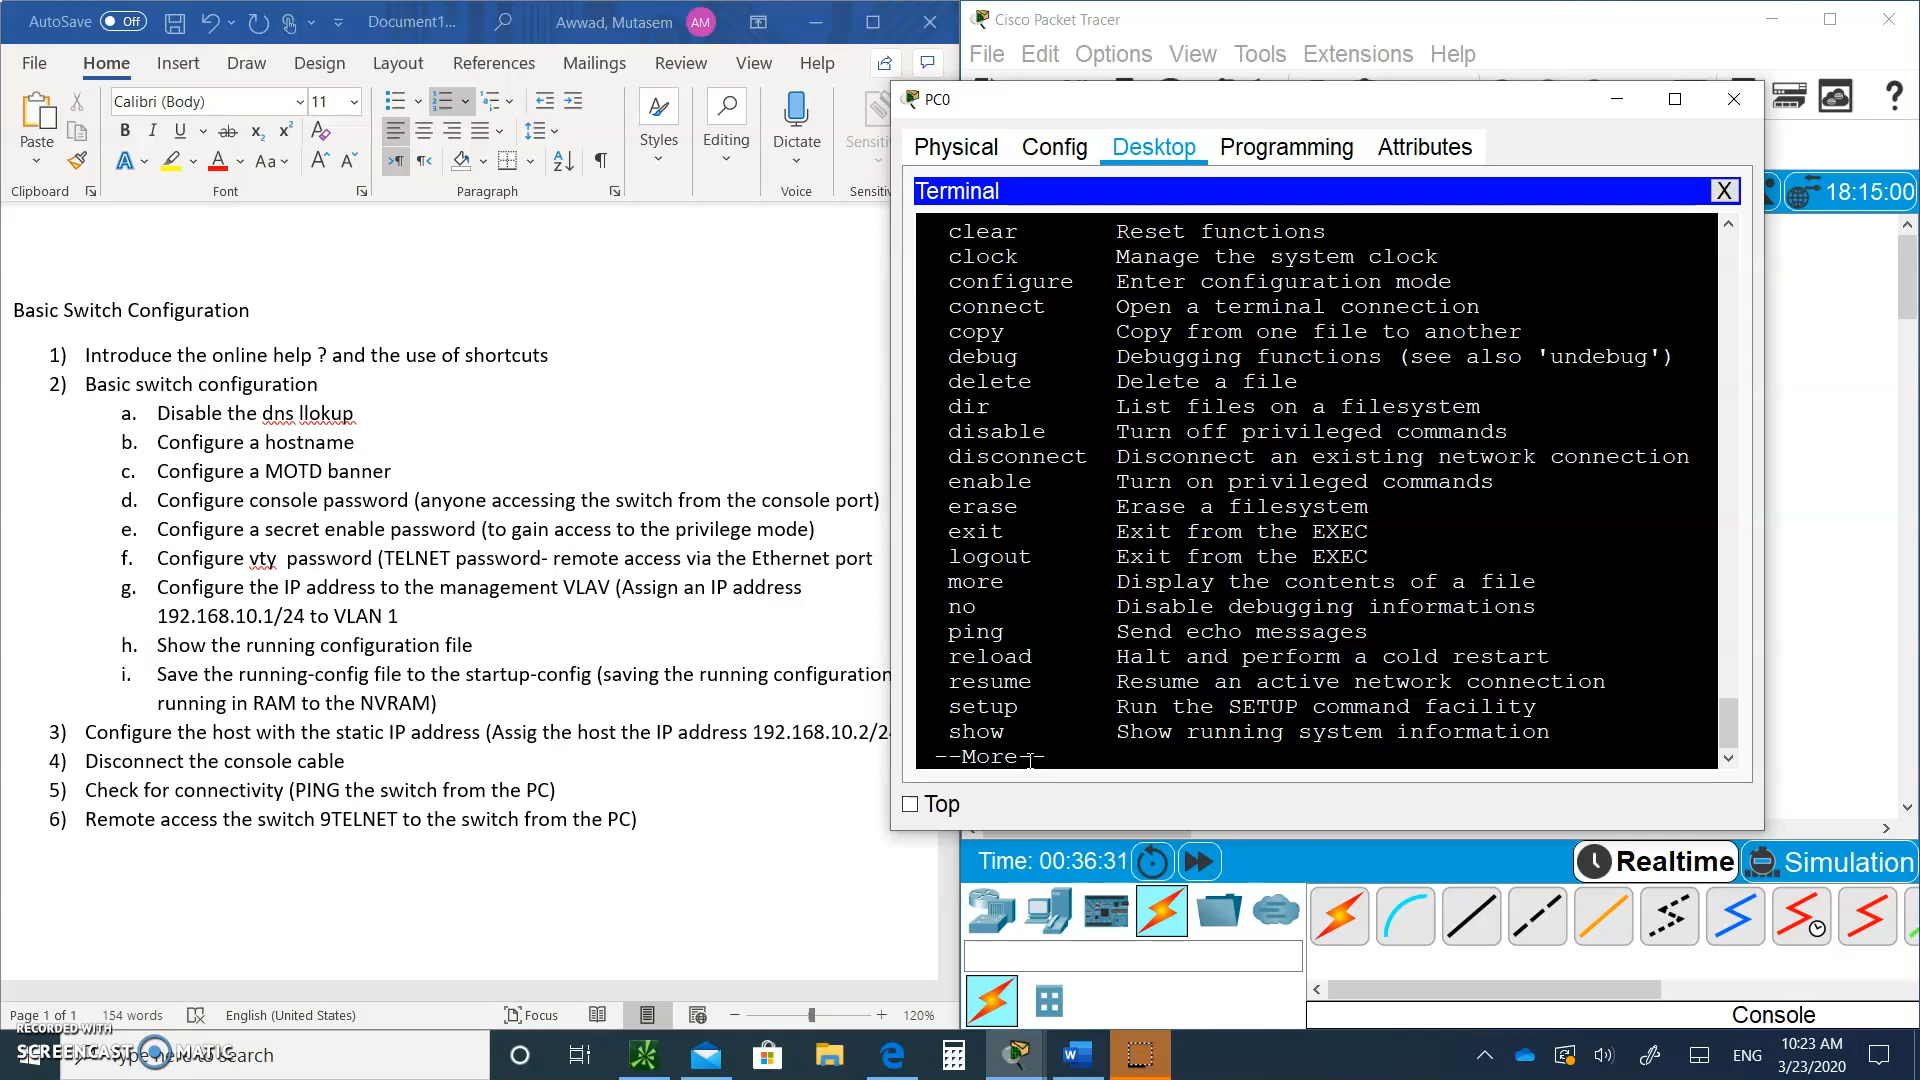 AutoSave Off Document1... Awwad, Mutasem AM
File Home Insert Draw Design Layout References Mailings Review View Help
Calibri (Body) 11
Paste
B I U ab x₂ x²
A A Aa A A
Styles Editing Dictate Sensitiv
Clipboard Font Paragraph Voice Sensitiv
Basic Switch Configuration
1) Introduce the online help ? and the use of shortcuts
2) Basic switch configuration
a. Disable the dns llokup
b. Configure a hostname
c. Configure a MOTD banner
d. Configure console password (anyone accessing the switch from the console port)
e. Configure a secret enable password (to gain access to the privilege mode)
f. Configure vty password (TELNET password- remote access via the Ethernet port
g. Configure the IP address to the management VLAV (Assign an IP address
192.168.10.1/24 to VLAN 1
h. Show the running configuration file
i. Save the running-config file to the startup-config (saving the running configuration
running in RAM to the NVRAM)
3) Configure the host with the static IP address (Assig the host the IP address 192.168.10.2/24
4) Disconnect the console cable
5) Check for connectivity (PING the switch from the PC)
6) Remote access the switch 9TELNET to the switch from the PC)
Page 1 of 1 154 words English (United States) Focus 120%
Cisco Packet Tracer
File Edit Options View Tools Extensions Help
?
18:15:00
PC0
Physical Config Desktop Programming Attributes
Terminal X
clear Reset functions
clock Manage the system clock
configure Enter configuration mode
connect Open a terminal connection
copy Copy from one file to another
debug Debugging functions (see also 'undebug')
delete Delete a file
dir List files on a filesystem
disable Turn off privileged commands
disconnect Disconnect an existing network connection
enable Turn on privileged commands
erase Erase a filesystem
exit Exit from the EXEC
logout Exit from the EXEC
more Display the contents of a file
no Disable debugging informations
ping Send echo messages
reload Halt and perform a cold restart
resume Resume an active network connection
setup Run the SETUP command facility
show Show running system information
--More--
Top
Time: 00:36:31 Realtime Simulation
Console
RECORDED WITH
SCREENCAST MATIC
Type here to search
ENG 10:23 AM
3/23/2020